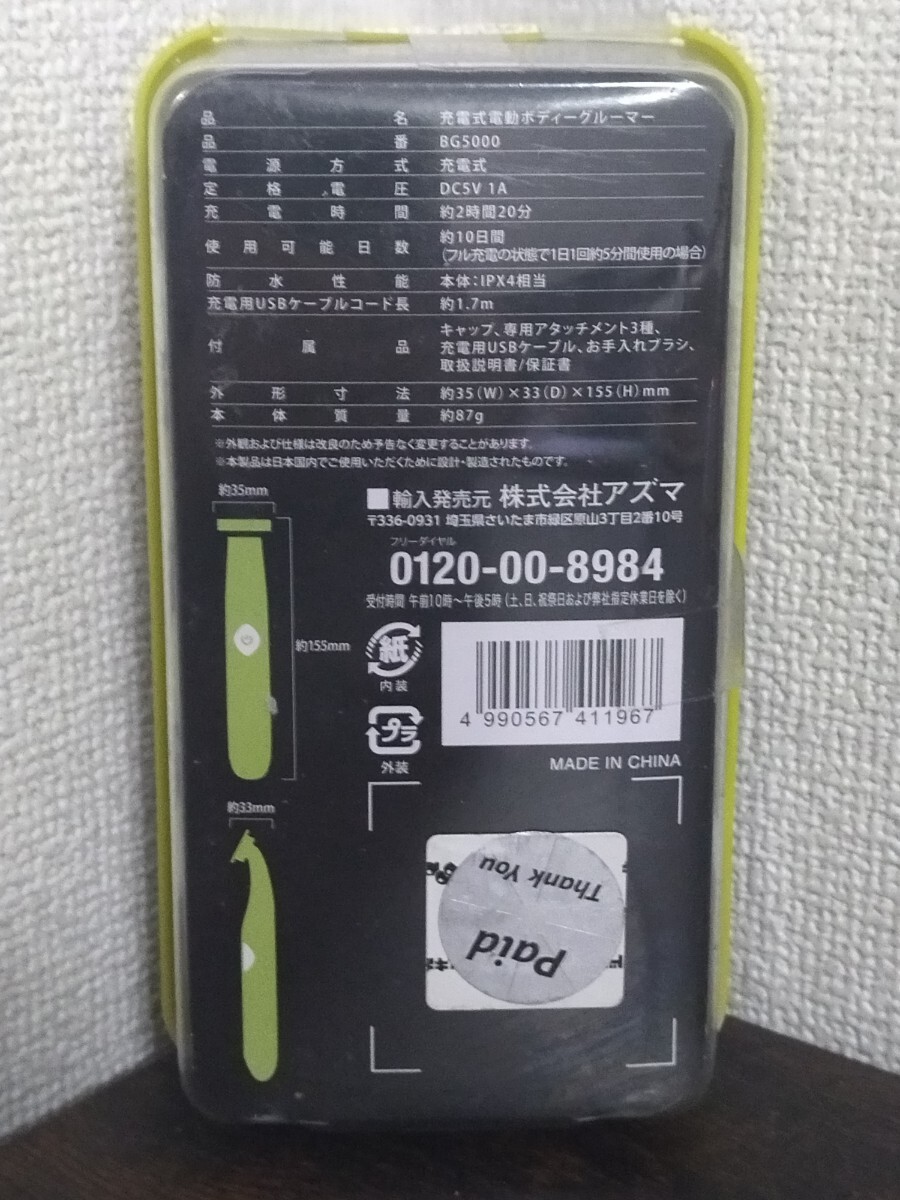 品名 充電式電動ボディーグルーマー
品番 BG5000
電源方式 充電式
定格電圧 DC5V 1A
充電時間 約2時間20分
使用可能日数 約10日間
(フル充電の状態で1日1回約5分間使用の場合)
防水性能 本体:IPX4相当
充電用USBケーブルコード長 約1.7m
付属品 キャップ、専用アタッチメント3種、
充電用USBケーブル、お手入れブラシ、
取扱説明書/保証書
外形寸法 約35(W)×33(D)×155(H)mm
本体質量 約87g
※外観および仕様は改良のため予告なく変更することがあります。
※本製品は日本国内でご使用いただくために設計・製造されたものです。
約35mm
約155mm
約33mm
■輸入発売元 株式会社アズマ
〒336-0931 埼玉県さいたま市緑区原山3丁目2番10号
フリーダイヤル
0120-00-8984
受付時間 午前10時〜午後5時(土、日、祝祭日および弊社指定休業日を除く)
紙
内装
プラ
外装
4 990567 411967
MADE IN CHINA
Paid
Thank You